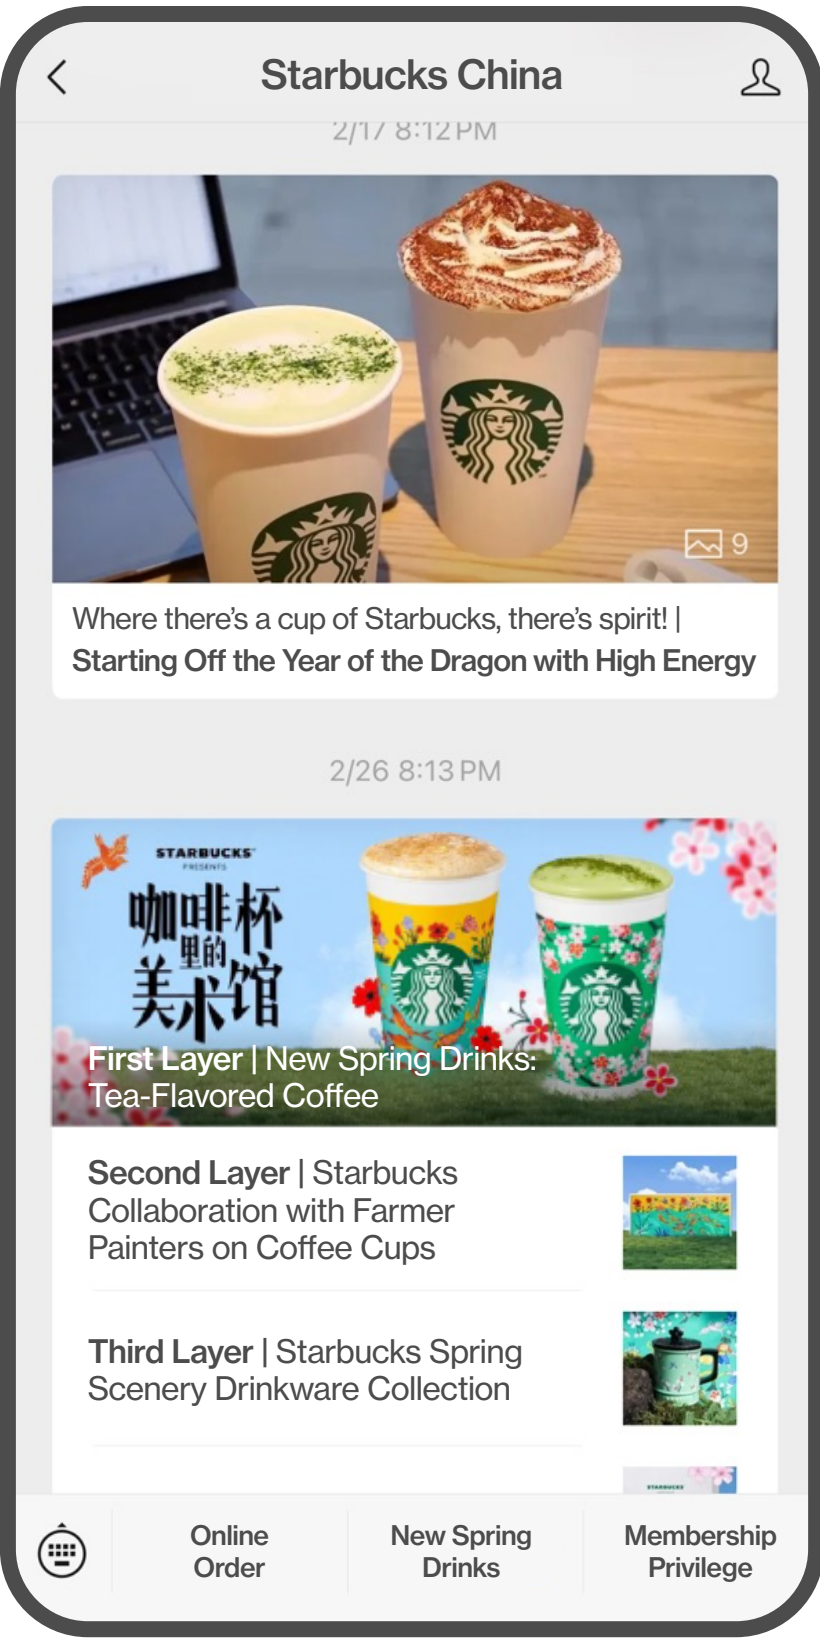 Starbucks China
2/17 8:12 PM
9
Where there's a cup of Starbucks, there's spirit! |
Starting Off the Year of the Dragon with High Energy
2/26 8:13 PM
STARBUCKS
PRESENTS
咖啡杯
里的
美术馆
First Layer | New Spring Drinks:
Tea-Flavored Coffee
Second Layer | Starbucks
Collaboration with Farmer
Painters on Coffee Cups
Third Layer | Starbucks Spring
Scenery Drinkware Collection
STARBUCKS
Online
Order
New Spring
Drinks
Membership
Privilege